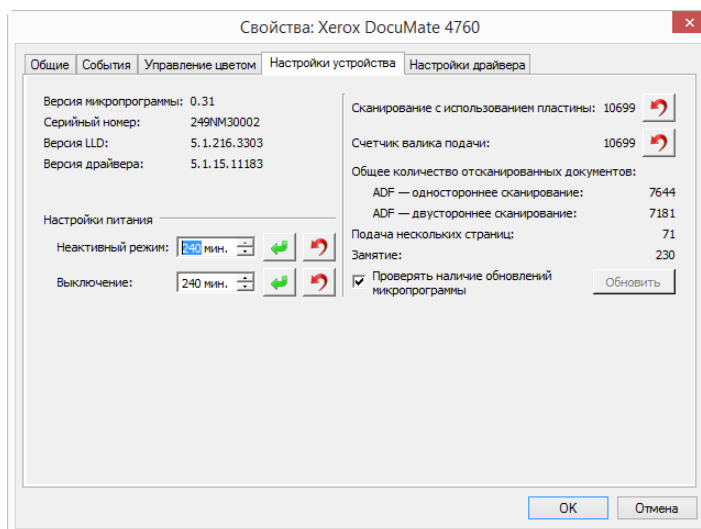 Свойства: Xerox DocuMate 4760
Общие События Управление цветом Настройки устройства Настройки драйвера
Версия микропрограммы: 0.31
Серийный номер: 249NM30002
Версия LLD: 5.1.216.3303
Версия драйвера: 5.1.15.11183
Настройки питания
Неактивный режим: 240 мин.
Выключение: 240 мин.
Сканирование с использованием пластины: 10699
Счетчик валика подачи: 10699
Общее количество отсканированных документов:
ADF — одностороннее сканирование: 7644
ADF — двустороннее сканирование: 7181
Подача нескольких страниц: 71
Замятие: 230
Проверять наличие обновлений
микропрограммы
Обновить
OK Отмена